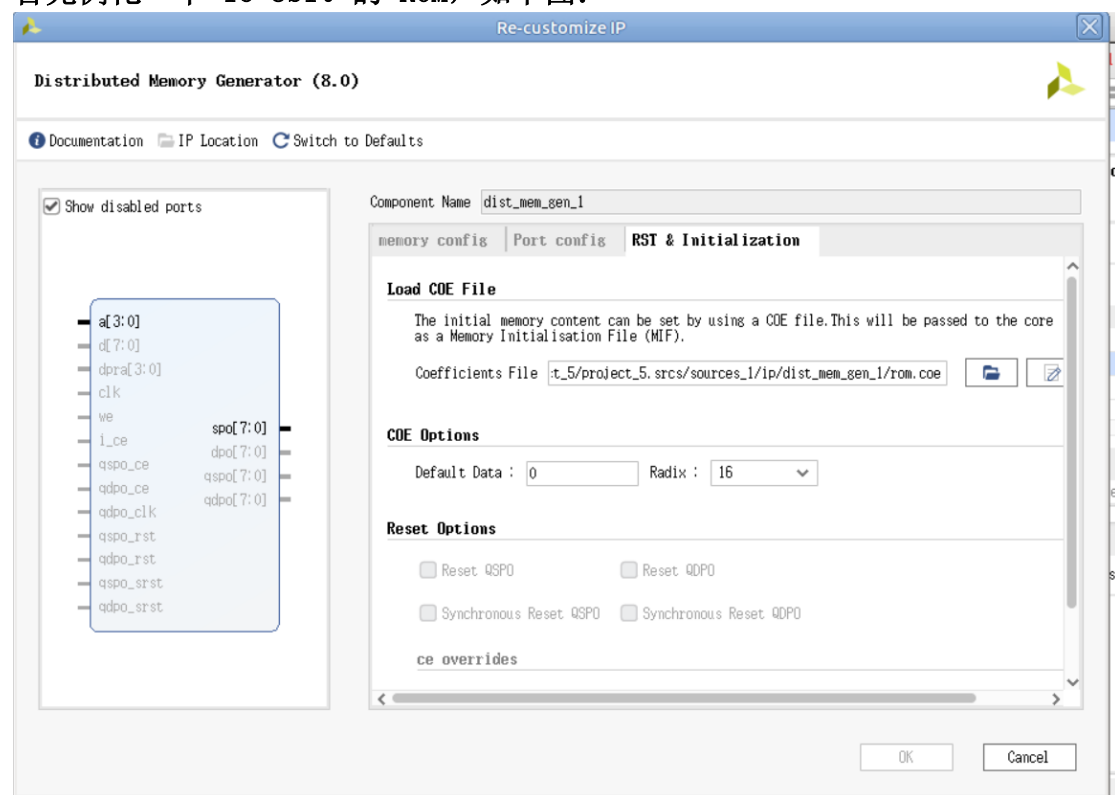 Re-customize IP
Distributed Memory Generator (8.0)
Documentation IP Location Switch to Defaults
Show disabled ports
a[3:0]
d[7:0]
dpra[3:0]
clk
we
i_ce
qspo_ce
qdpo_ce
qdpo_clk
qspo_rst
qdpo_rst
qspo_srst
qdpo_srst
spo[7:0]
dpo[7:0]
qspo[7:0]
qdpo[7:0]
Component Name dist_mem_gen_1
memory config Port config RST & Initialization
Load COE File
The initial memory content can be set by using a COE file.This will be passed to the core
as a Memory Initialisation File (MIF).
Coefficients File :t_5/project_5.srcs/sources_1/ip/dist_mem_gen_1/rom.coe
COE Options
Default Data : 0 Radix : 16
Reset Options
Reset QSPO Reset QDPO
Synchronous Reset QSPO Synchronous Reset QDPO
ce overrides
OK Cancel